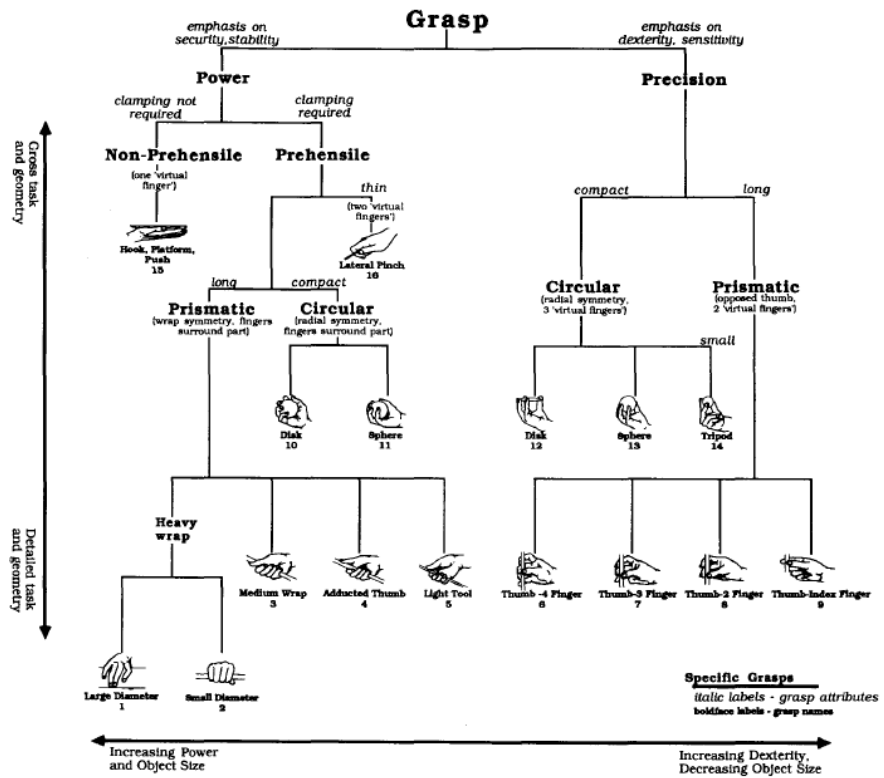 Grasp
emphasis on
security,stability
emphasis on
dexterity, sensitivity
Power
Precision
clamping not
required
clamping
required
Non-Prehensile
(one 'virtual
finger')
Prehensile
thin
(two 'virtual
fingers')
compact
long
Hook, Platform,
Push
15
Lateral Pinch
16
long
compact
Prismatic
(wrap symmetry, fingers
surround part)
Circular
(radial symmetry,
fingers surround part)
Circular
(radial symmetry,
3 'virtual fingers')
Prismatic
(opposed thumb,
2 'virtual fingers')
small
Disk
10
Sphere
11
Disk
12
Sphere
13
Tripod
14
Heavy
wrap
Medium Wrap
3
Adducted Thumb
4
Light Tool
5
Thumb -4 Finger
6
Thumb-3 Finger
7
Thumb-2 Finger
8
Thumb-Index Finger
9
Large Diameter
1
Small Diameter
2
Gross task
and geometry
Detailed task
and geometry
Specific Grasps
italic labels - grasp attributes
boldface labels - grasp names
Increasing Power
and Object Size
Increasing Dexterity,
Decreasing Object Size